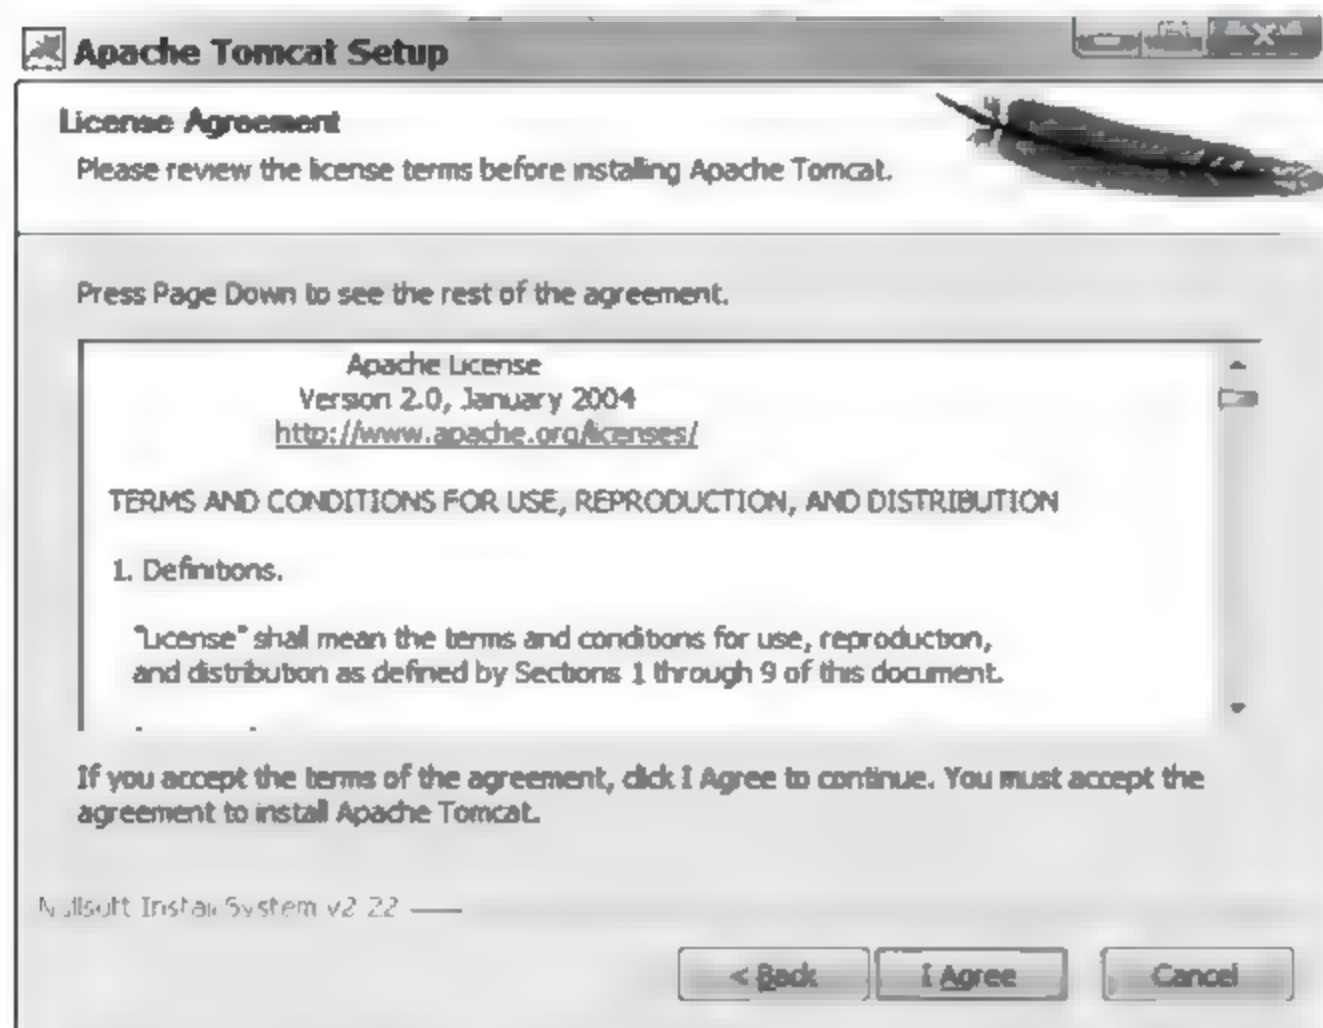 Apache Tomcat Setup
License Agreement
Please review the license terms before installing Apache Tomcat.
Press Page Down to see the rest of the agreement.
Apache License
Version 2.0, January 2004
http://www.apache.org/licenses/
TERMS AND CONDITIONS FOR USE, REPRODUCTION, AND DISTRIBUTION
1. Definitions.
"License" shall mean the terms and conditions for use, reproduction,
and distribution as defined by Sections 1 through 9 of this document.
If you accept the terms of the agreement, click I Agree to continue. You must accept the
agreement to install Apache Tomcat.
Nullsoft Install System v2.22
< Back
I Agree
Cancel